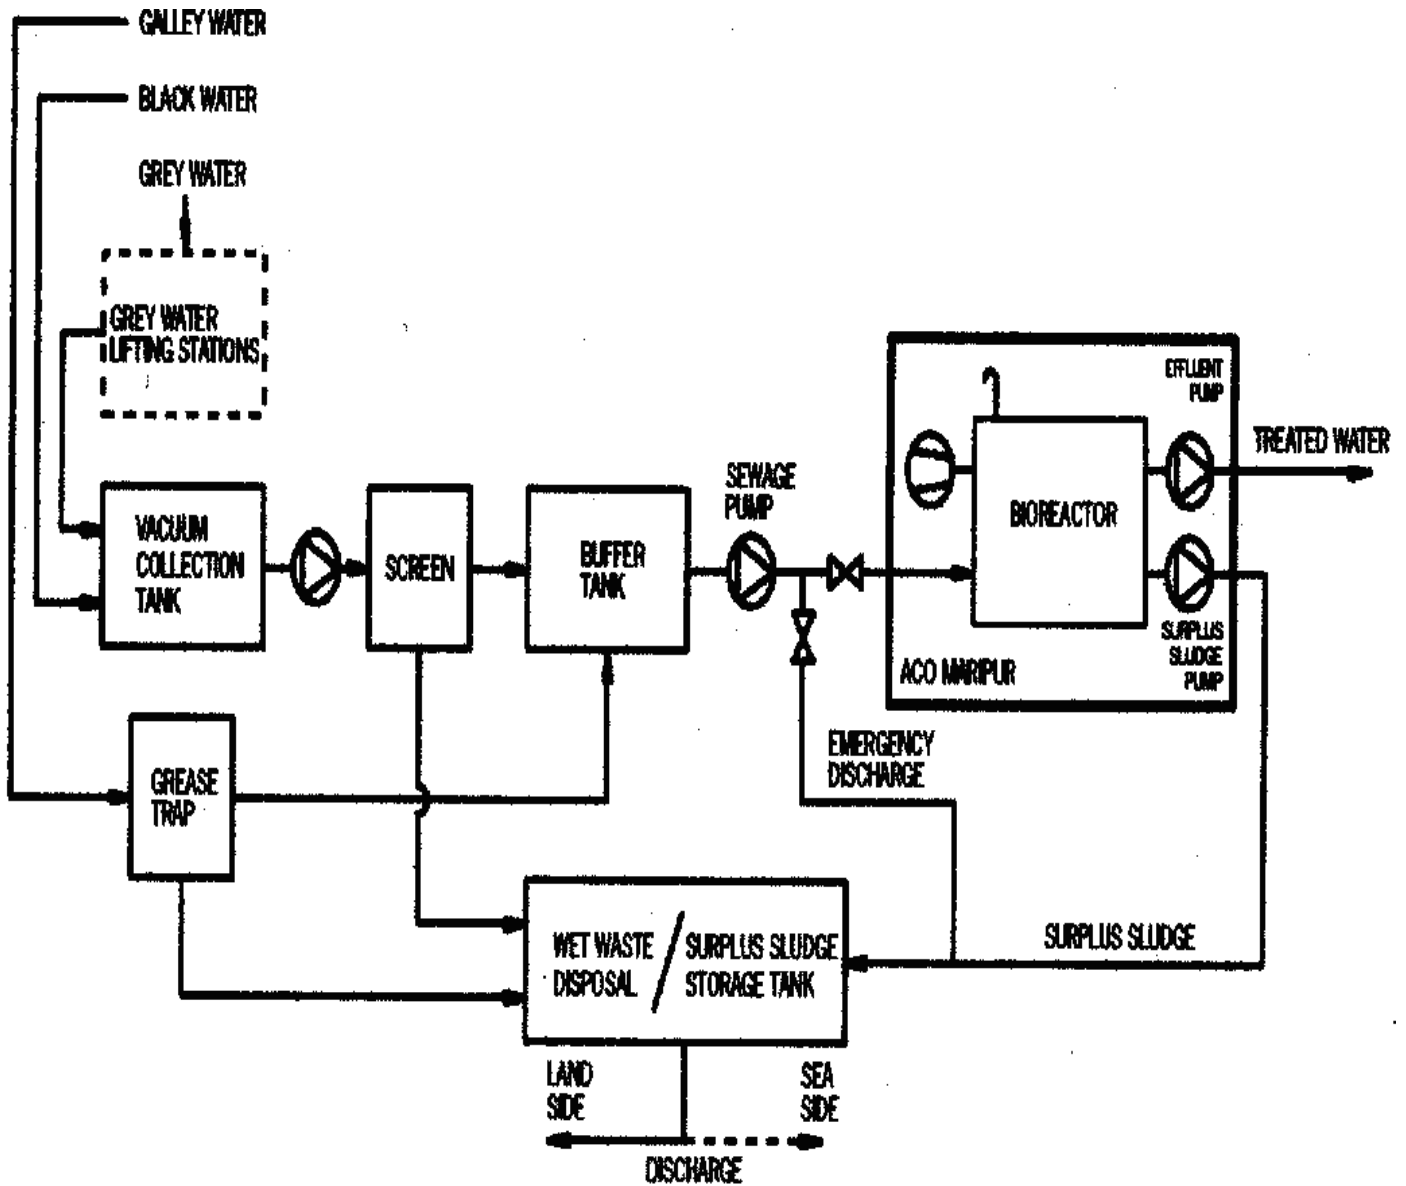 GALLEY WATER
BLACK WATER
GREY WATER
GREY WATER
LIFTING STATIONS
VACUUM
COLLECTION
TANK
SCREEN
BUFFER
TANK
SEWAGE
PUMP
EFFLUENT
PUMP
TREATED WATER
BIOREACTOR
SURPLUS
SLUDGE
PUMP
ACO MARIPUR
GREASE
TRAP
EMERGENCY
DISCHARGE
WET WASTE
DISPOSAL
/
SURPLUS SLUDGE
STORAGE TANK
SURPLUS SLUDGE
LAND
SIDE
SEA
SIDE
DISCHARGE